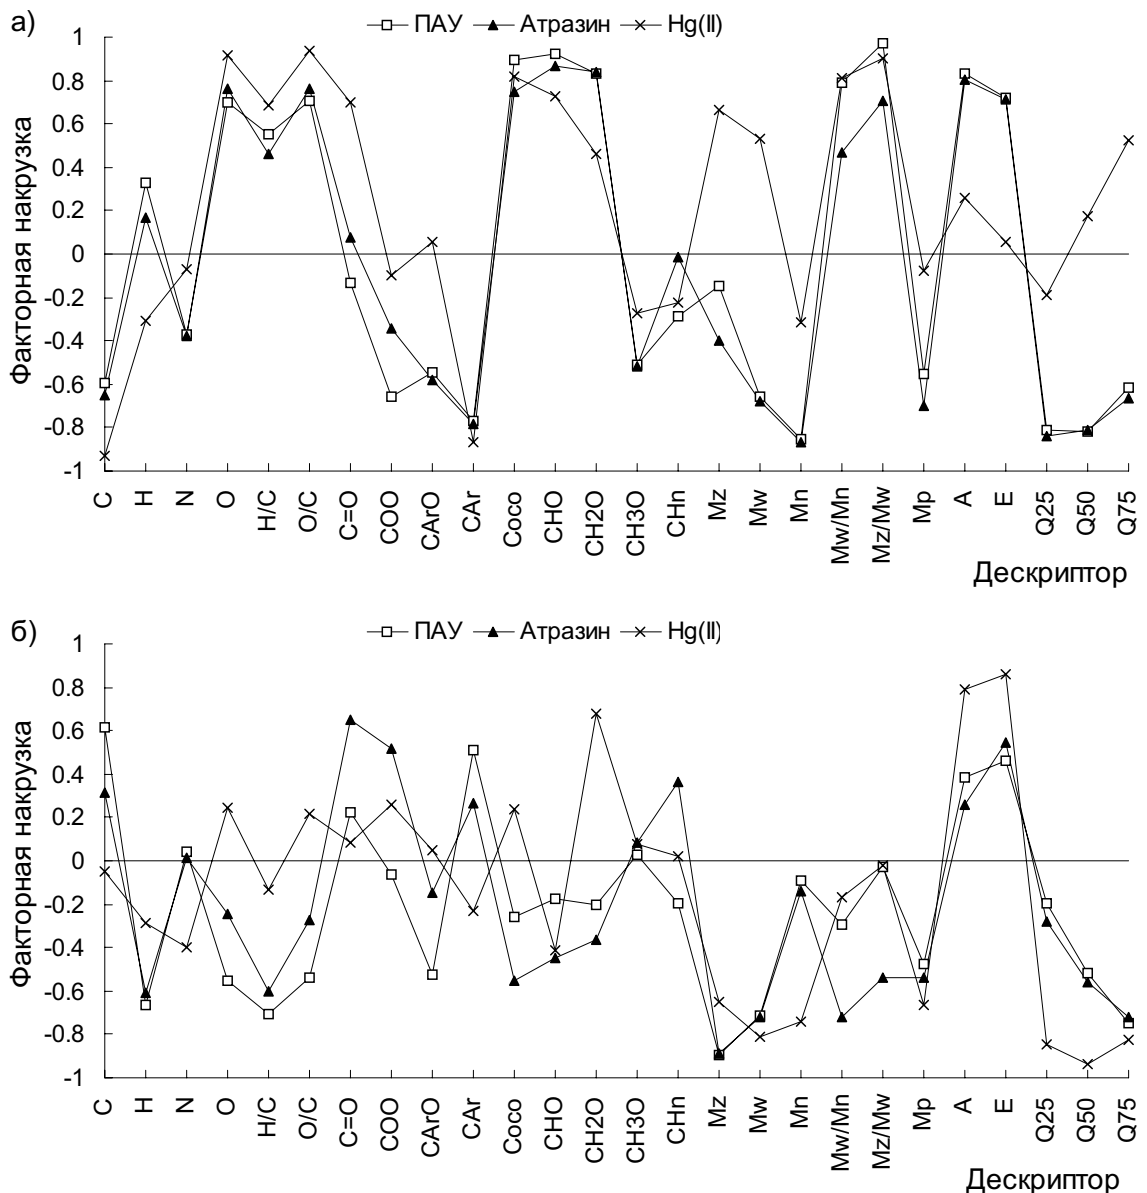 а)
ПАУ Атразин Hg(II)
Факторная накрузка
1
0.8
0.6
0.4
0.2
0
-0.2
-0.4
-0.6
-0.8
-1
C H N O H/C O/C C=O COO CArO CAr Cоco CHO CH2O CH3O CHn Mz Mw Mn Mw/Mn Mz/Mw Mp A E Q25 Q50 Q75
Дескриптор
б)
ПАУ Атразин Hg(II)
Факторная накрузка
1
0.8
0.6
0.4
0.2
0
-0.2
-0.4
-0.6
-0.8
-1
C H N O H/C O/C C=O COO CArO CAr Cоco CHO CH2O CH3O CHn Mz Mw Mn Mw/Mn Mz/Mw Mp A E Q25 Q50 Q75
Дескриптор